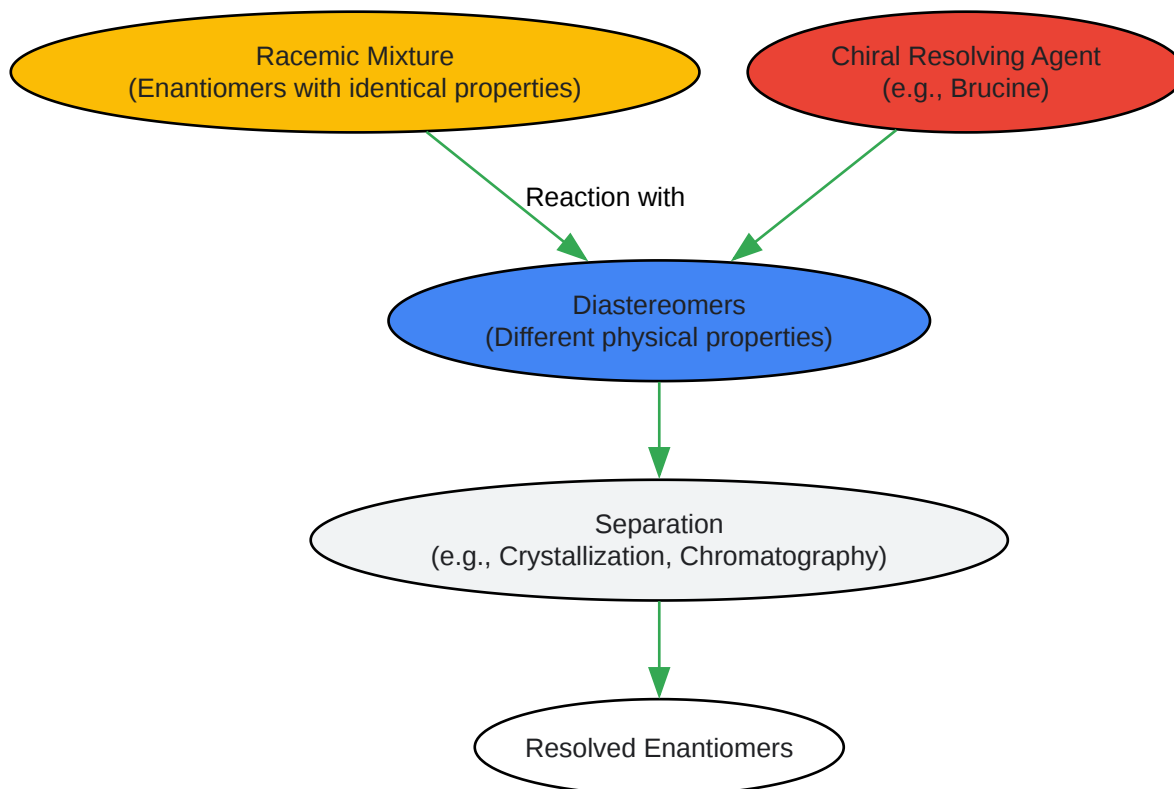 Racemic Mixture
(Enantiomers with identical properties)
Chiral Resolving Agent
(e.g., Brucine)
Reaction with
Diastereomers
(Different physical properties)
Separation
(e.g., Crystallization, Chromatography)
Resolved Enantiomers